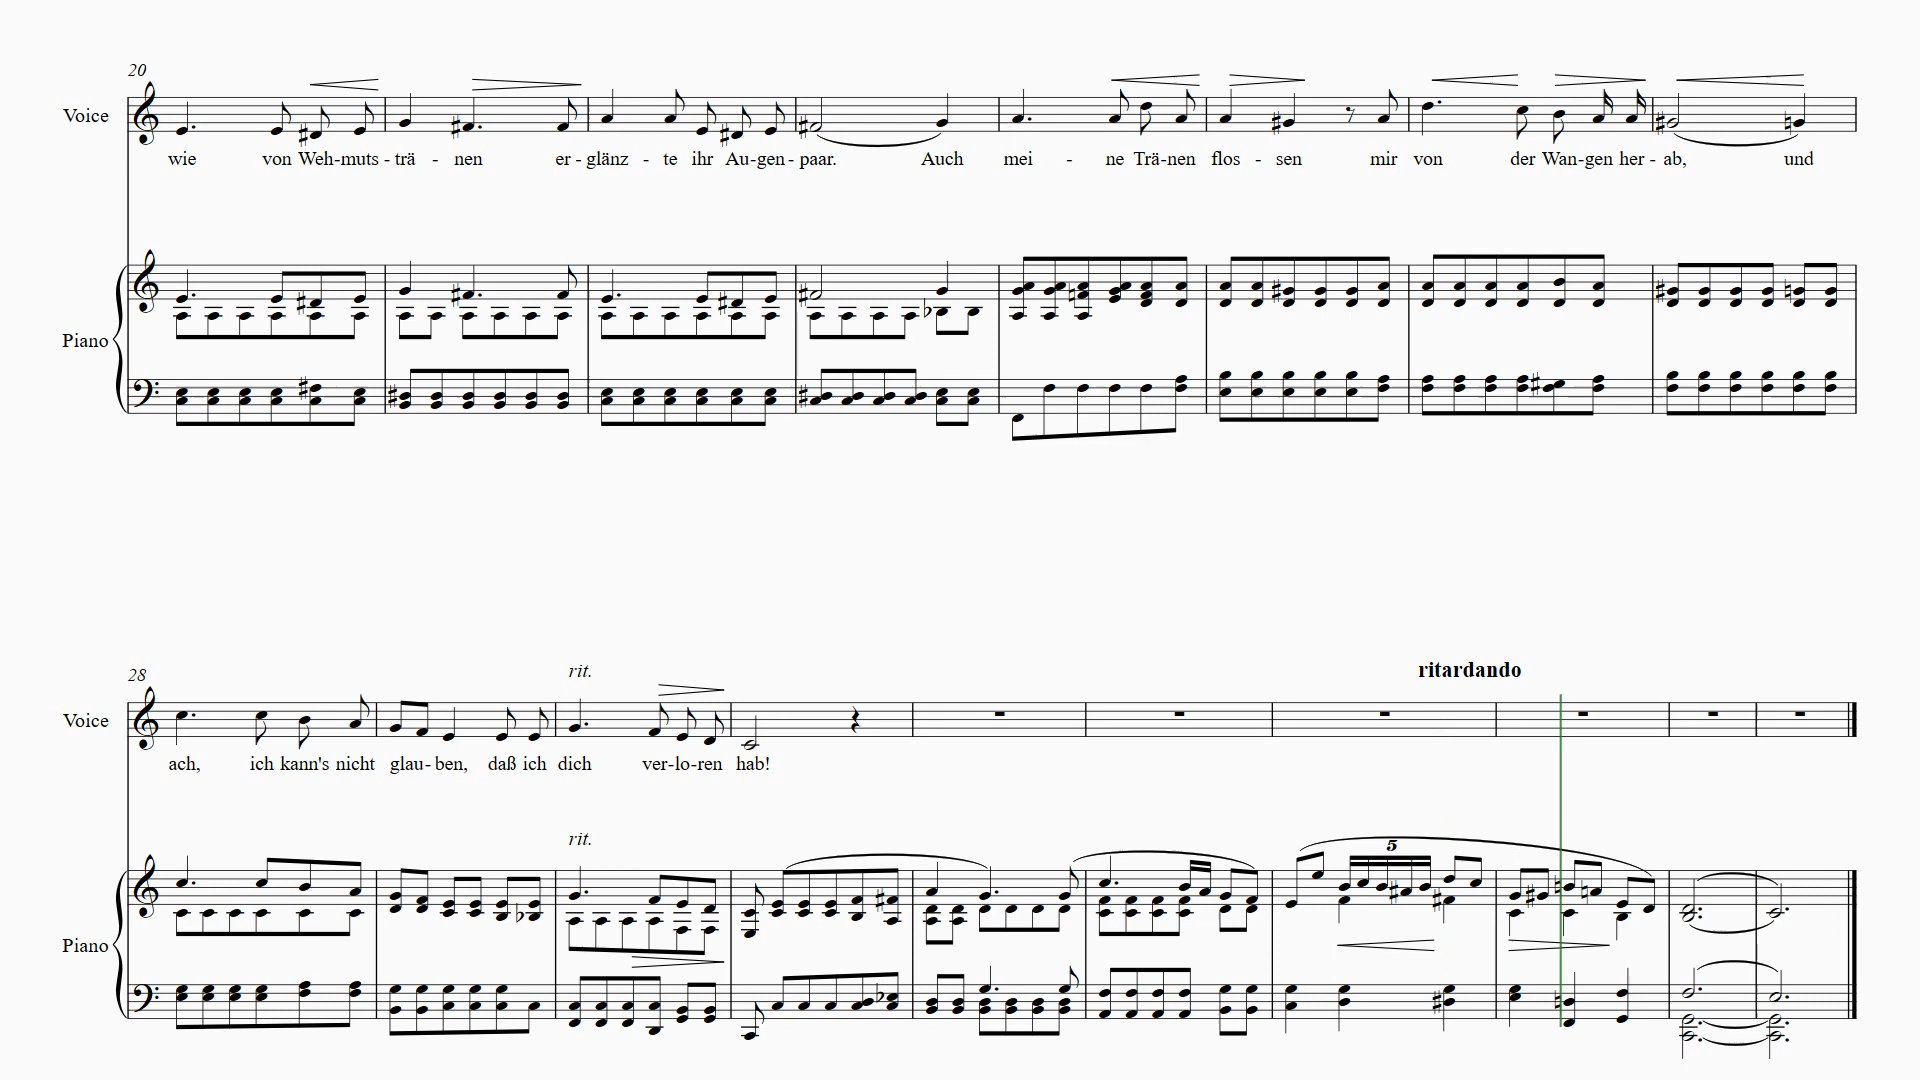 20
Voice
wie von Weh-muts-trä - nen er-glänz - te ihr Au-gen-paar. Auch mei - ne Trä-nen flos - sen mir von der Wan-gen her - ab, und
Piano
28
rit.
ritardando
Voice
ach, ich kann's nicht glau-ben, daß ich dich ver-lo-ren hab!
rit.
5
Piano